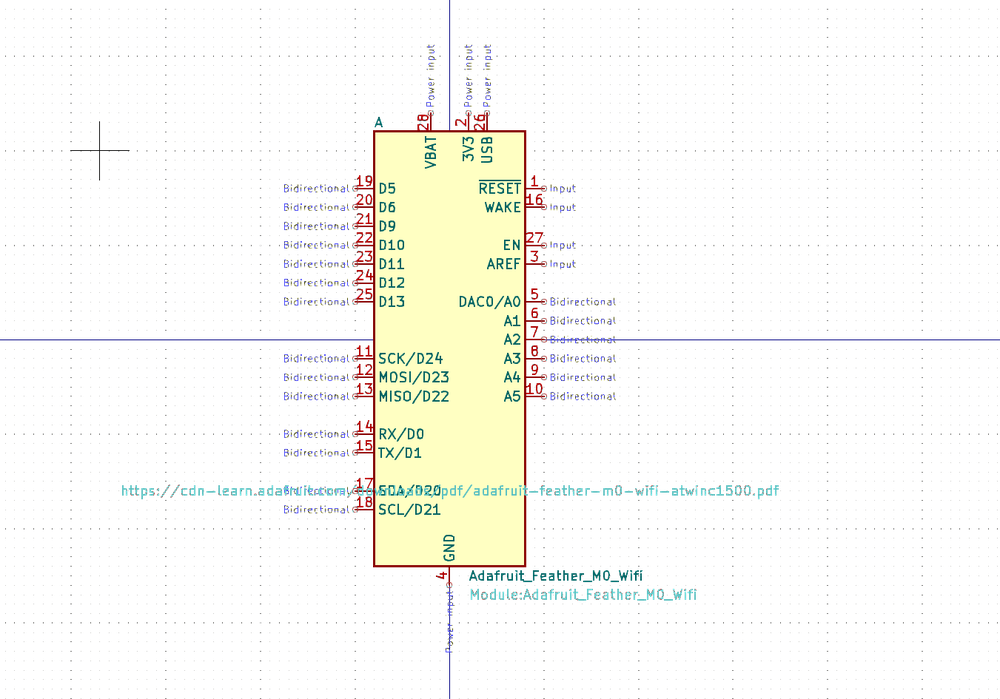 Power input Power input Power input
A 28 2 26
VBAT 3V3 USB
Bidirectional 19 D5 RESET 1 Input
Bidirectional 20 D6 WAKE 16 Input
Bidirectional 21 D9
Bidirectional 22 D10 EN 27 Input
Bidirectional 23 D11 AREF 3 Input
Bidirectional 24 D12
Bidirectional 25 D13 DAC0/A0 5 Bidirectional
A1 6 Bidirectional
A2 7 Bidirectional
Bidirectional 11 SCK/D24 A3 8 Bidirectional
Bidirectional 12 MOSI/D23 A4 9 Bidirectional
Bidirectional 13 MISO/D22 A5 10 Bidirectional
Bidirectional 14 RX/D0
Bidirectional 15 TX/D1
Bidirectional 17 SDA/D20
https://cdn-learn.adafruit.com/downloads/pdf/adafruit-feather-m0-wifi-atwinc1500.pdf
Bidirectional 18 SCL/D21
GND
4 Adafruit_Feather_M0_Wifi
Module:Adafruit_Feather_M0_Wifi
Power input